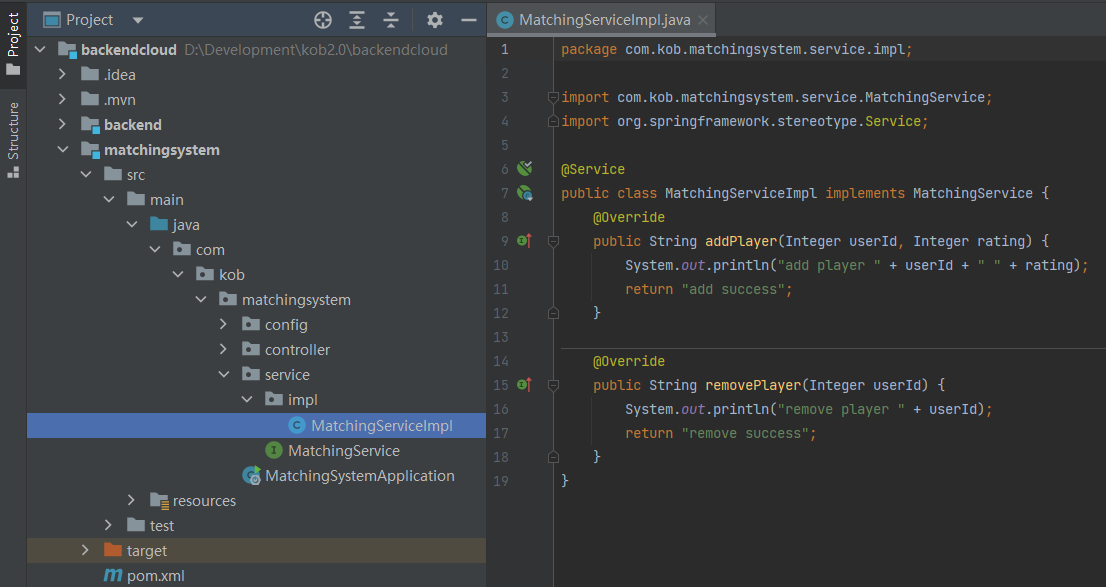 Project
Structure
Project
backendcloud D:\Development\kob2.0\backendcloud
.idea
.mvn
backend
matchingsystem
src
main
java
com
kob
matchingsystem
config
controller
service
impl
MatchingServiceImpl
MatchingService
MatchingSystemApplication
resources
test
target
pom.xml
MatchingServiceImpl.java
1 package com.kob.matchingsystem.service.impl;
2
3 import com.kob.matchingsystem.service.MatchingService;
4 import org.springframework.stereotype.Service;
5
6 @Service
7 public class MatchingServiceImpl implements MatchingService {
8 @Override
9 public String addPlayer(Integer userId, Integer rating) {
10 System.out.println("add player " + userId + " " + rating);
11 return "add success";
12 }
13
14 @Override
15 public String removePlayer(Integer userId) {
16 System.out.println("remove player " + userId);
17 return "remove success";
18 }
19 }